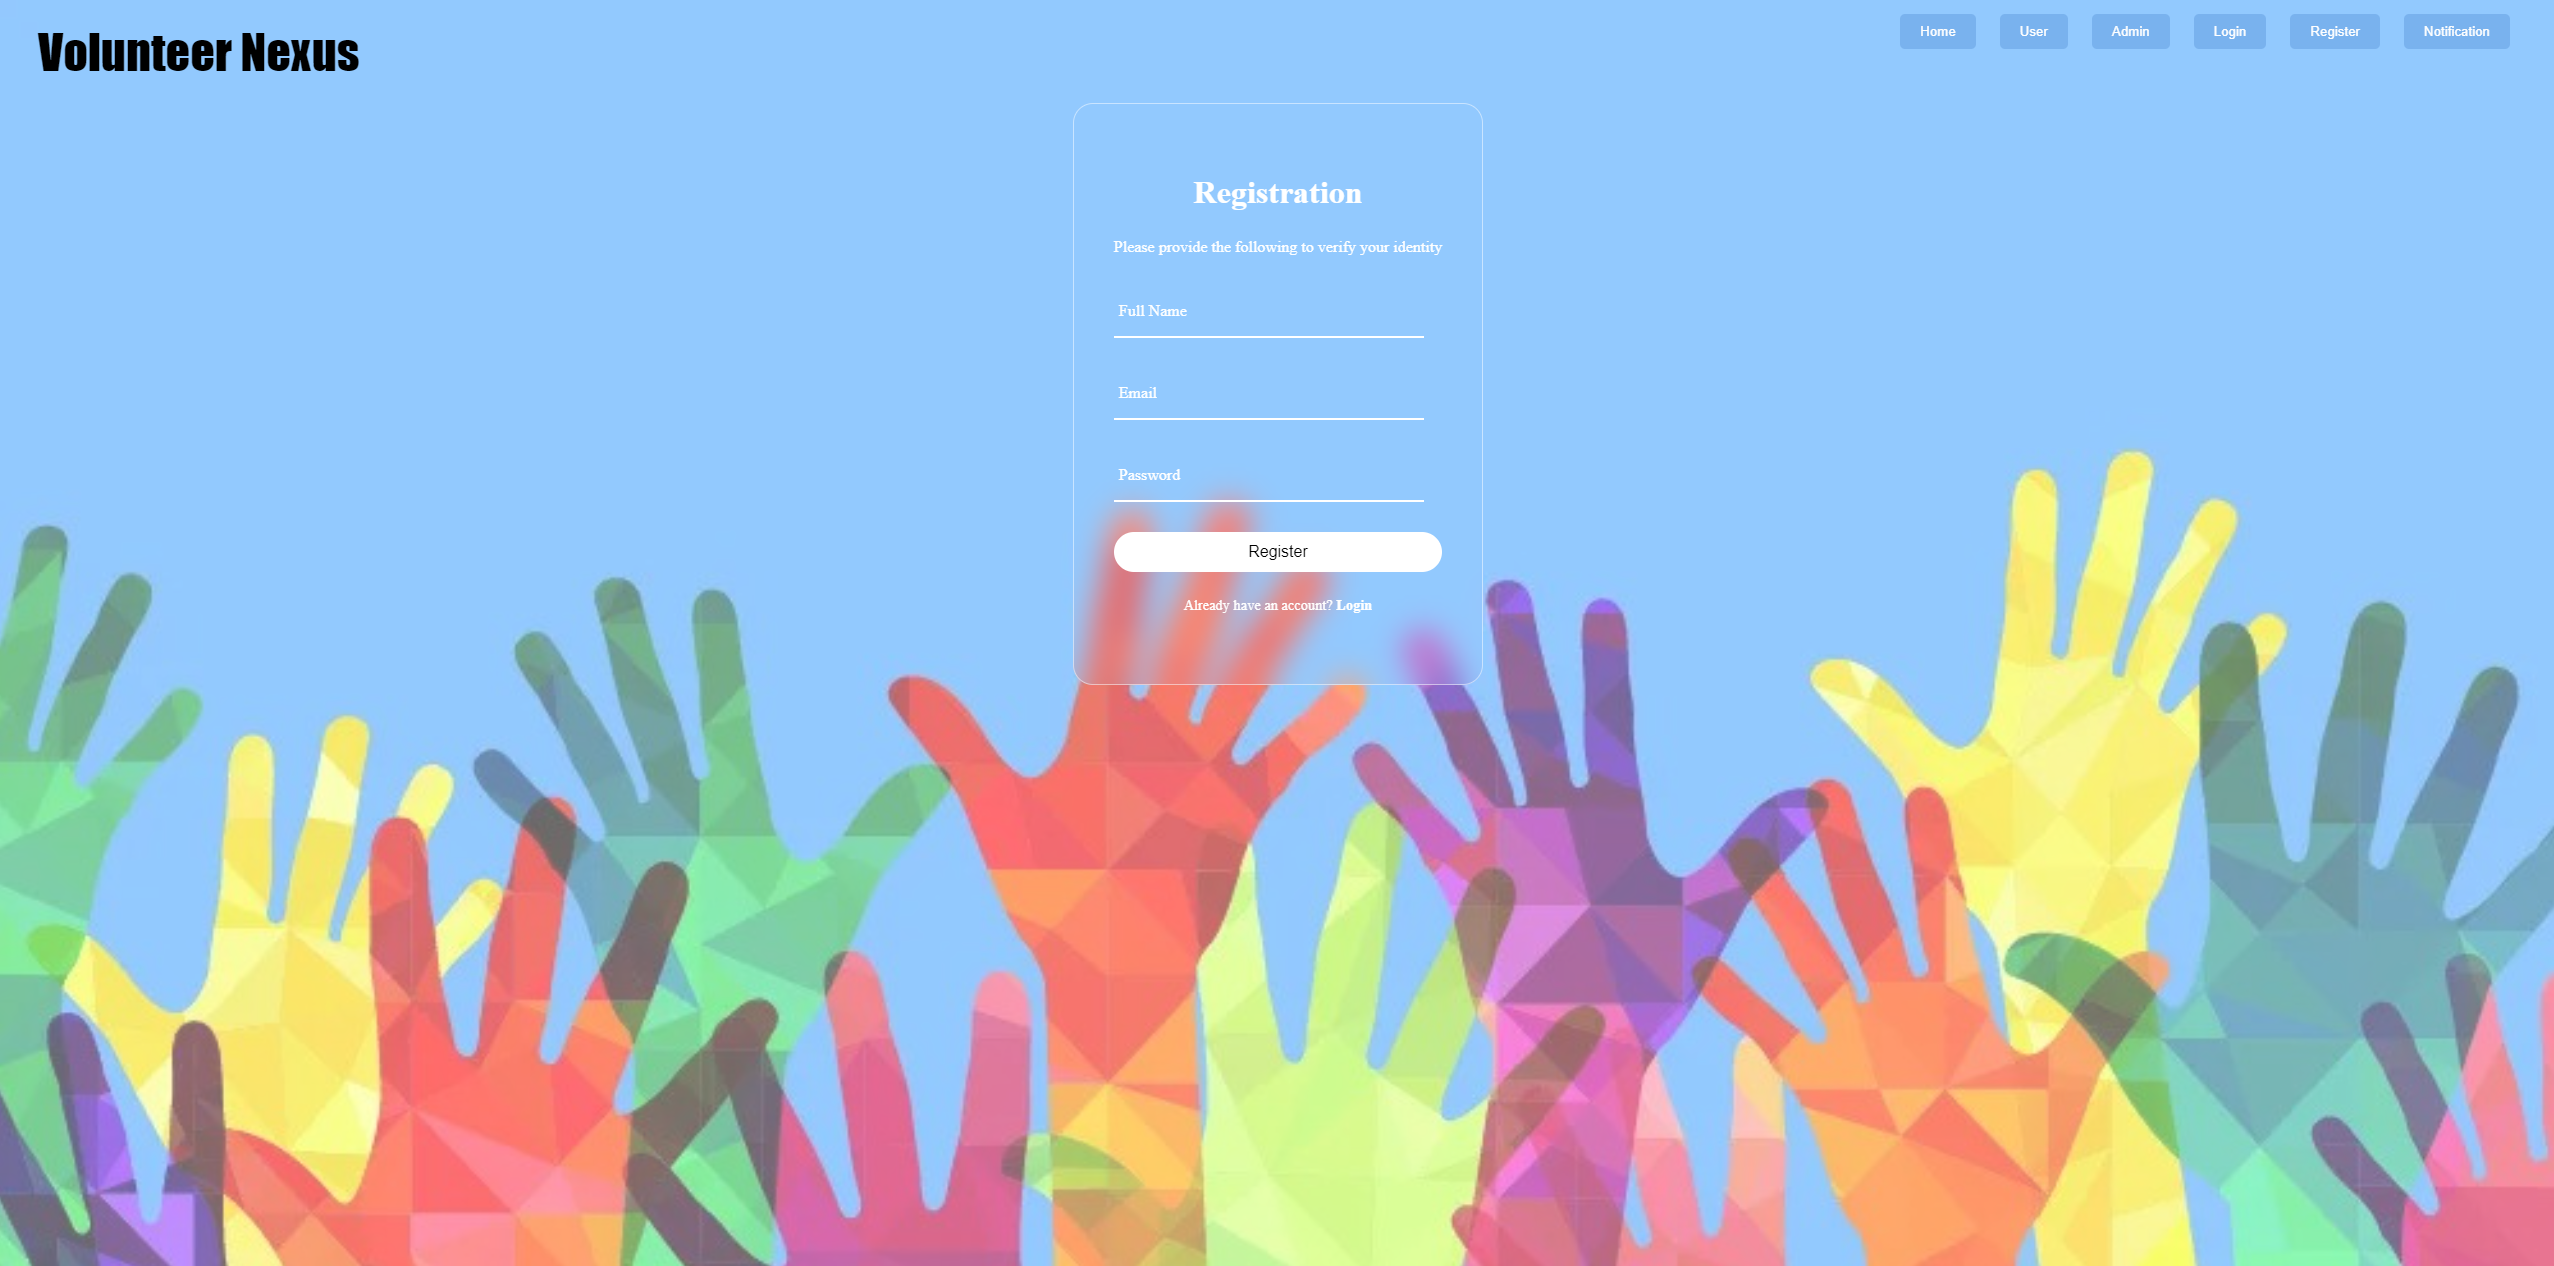 Volunteer Nexus
Home User Admin Login Register Notification
Registration
Please provide the following to verify your identity
Full Name
Email
Password
Register
Already have an account? Login